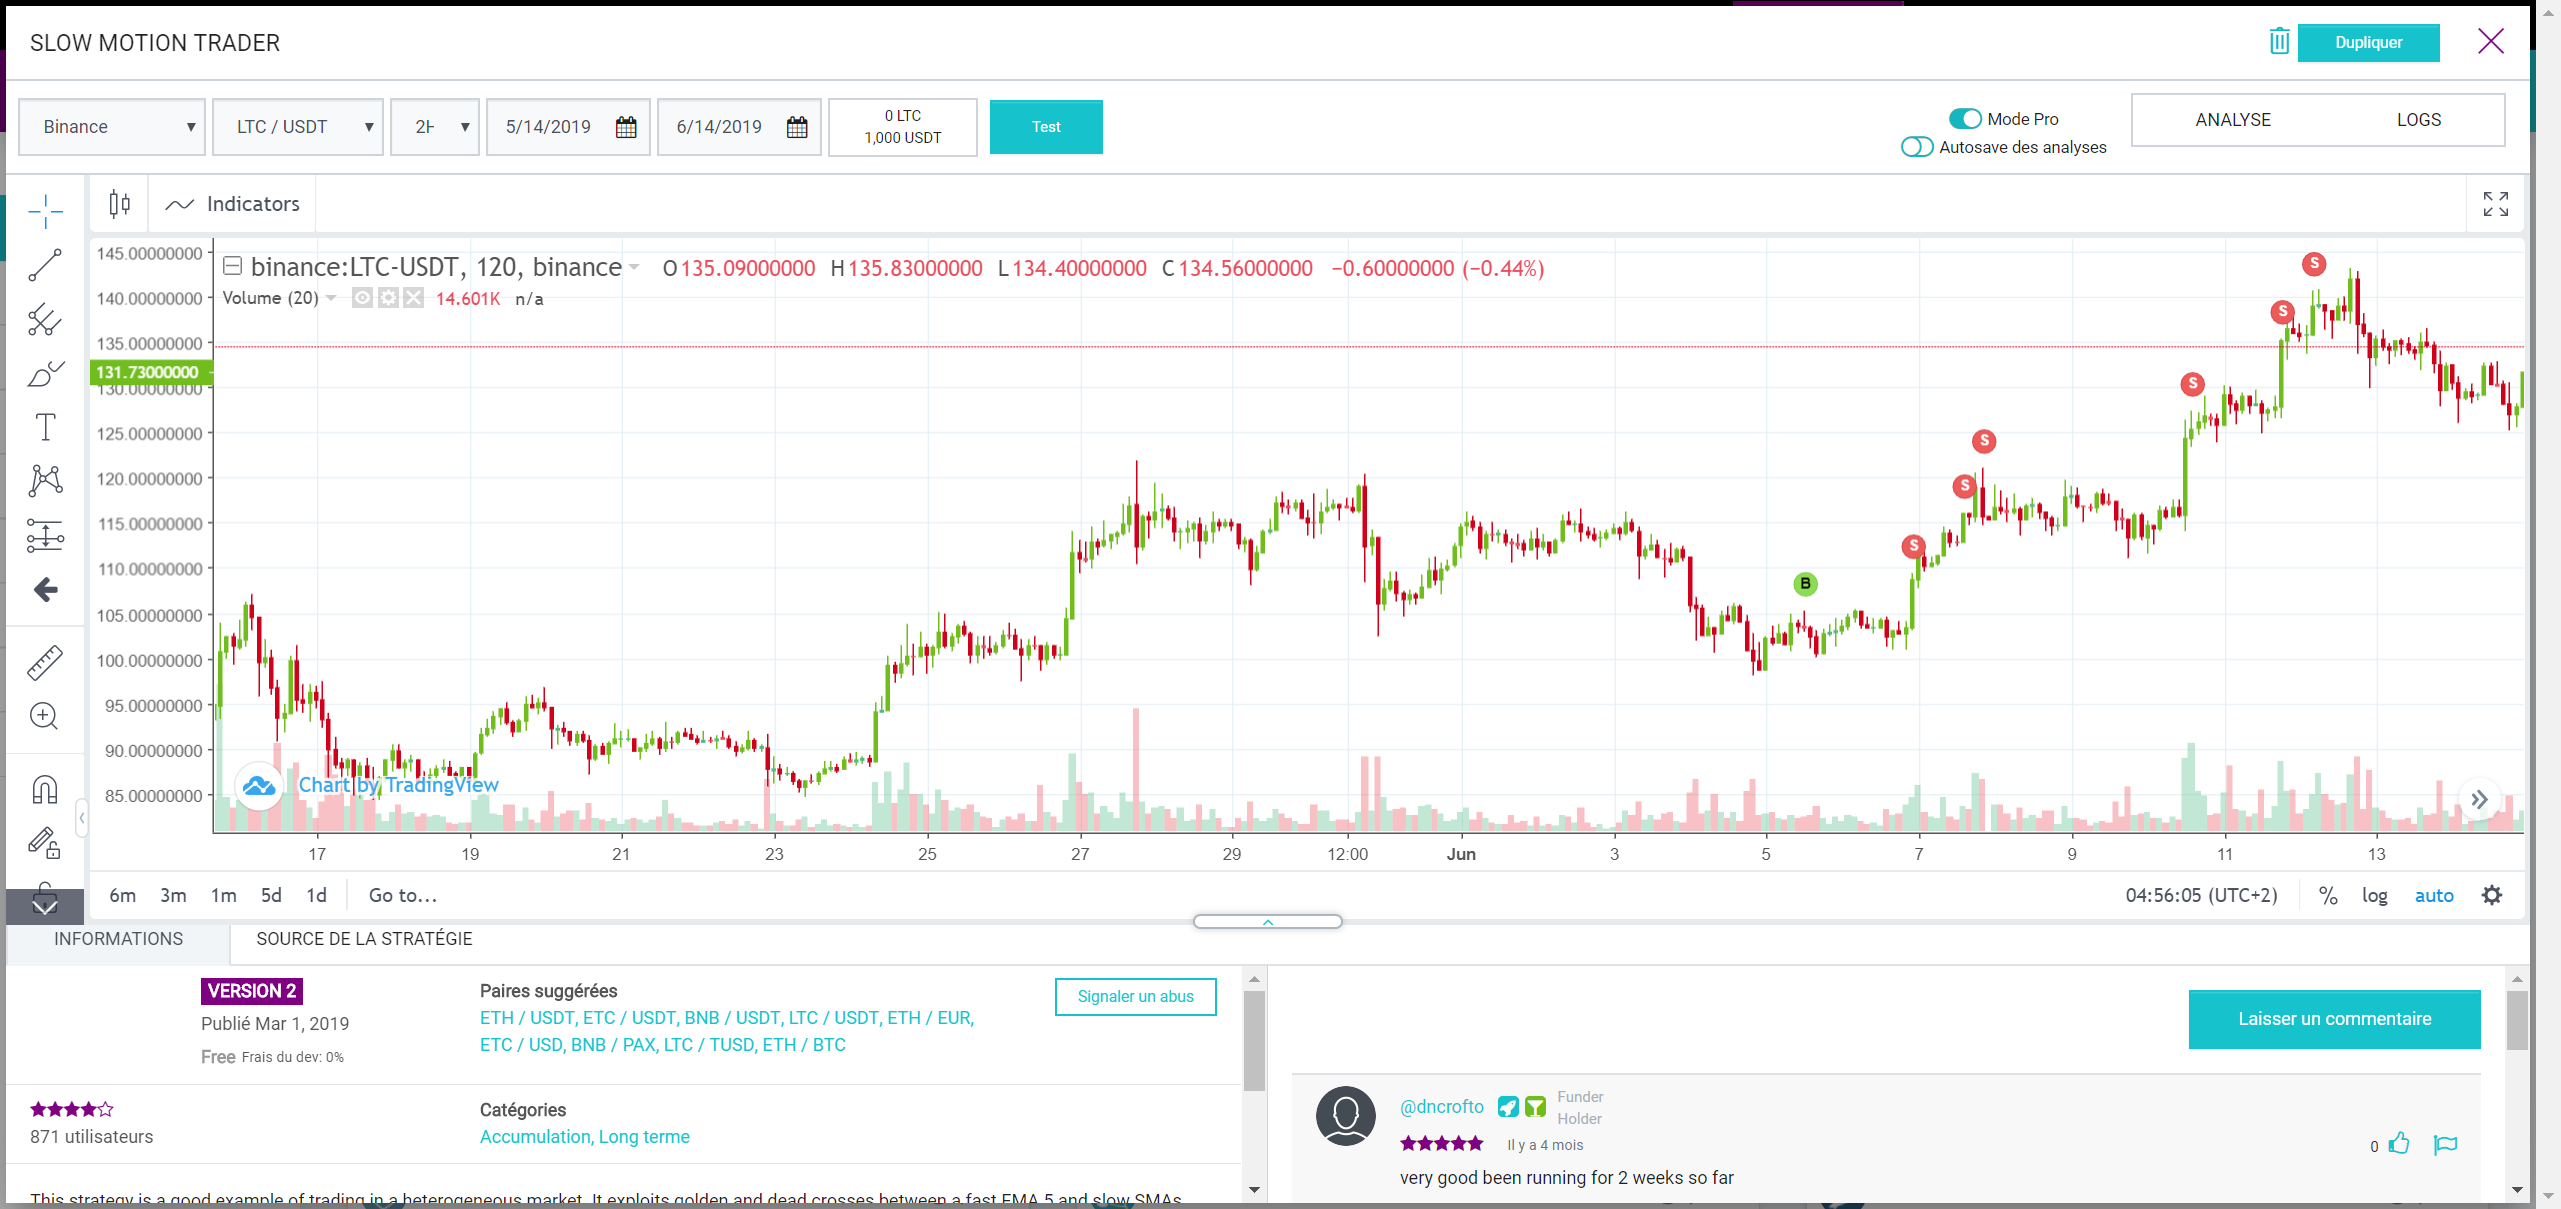 SLOW MOTION TRADER
Dupliquer
Binance
LTC / USDT
2H
5/14/2019
6/14/2019
0 LTC
1,000 USDT
Test
Mode Pro
Autosave des analyses
ANALYSE
LOGS
Indicators
binance:LTC-USDT, 120, binance O 135.09000000 H 135.83000000 L 134.40000000 C 134.56000000 −0.60000000 (−0.44%)
Volume (20) 14.601K n/a
145.00000000
140.00000000
135.00000000
131.73000000
130.00000000
125.00000000
120.00000000
115.00000000
110.00000000
105.00000000
100.00000000
95.00000000
90.00000000
85.00000000
S
S
S
S
S
S
B
Chart by TradingView
17 19 21 23 25 27 29 12:00 Jun 3 5 7 9 11 13
6m 3m 1m 5d 1d Go to...
04:56:05 (UTC+2) % log auto
INFORMATIONS
SOURCE DE LA STRATÉGIE
VERSION 2
Publié Mar 1, 2019
Free Frais du dev: 0%
Paires suggérées
ETH / USDT, ETC / USDT, BNB / USDT, LTC / USDT, ETH / EUR,
ETC / USD, BNB / PAX, LTC / TUSD, ETH / BTC
Signaler un abus
871 utilisateurs
Catégories
Accumulation, Long terme
This strategy is a good example of trading in a heterogeneous market. It exploits golden and dead crosses between a fast EMA 5 and slow SMAs
Laisser un commentaire
@dncrofto
Funder
Holder
Il y a 4 mois
0
very good been running for 2 weeks so far